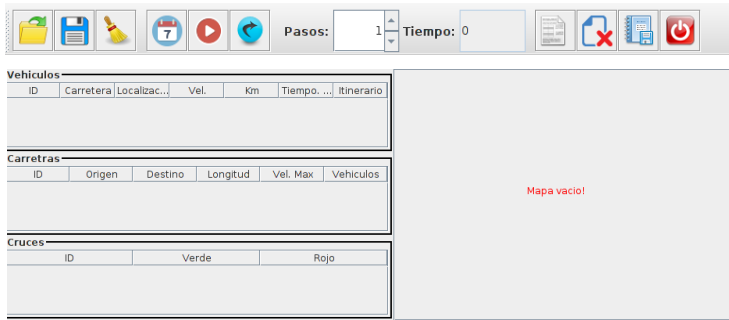 7
Pasos: 1 Tiempo: 0
Vehiculos
ID Carretera Localizac... Vel. Km Tiempo. ... Itinerario
Carretras
ID Origen Destino Longitud Vel. Max Vehiculos
Mapa vacio!
Cruces
ID Verde Rojo